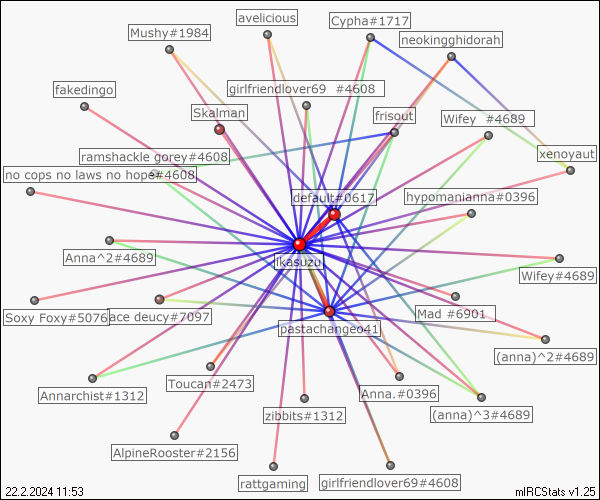 avelicious
Cypha#1717
Mushy#1984
neokingghidorah
fakedingo
girlfriendlover69 #4608
Skalman
frisout
Wifey #4689
ramshackle gorey#4608
xenoyaut
no cops no laws no hope#4608
default#0617
hypomanianna#0396
Anna^2#4689
jikasuzu
Wifey#4689
Soxy Foxy#5076
ace deucy#7097
Mad #6901
pastachangeo41
(anna)^2#4689
Annarchist#1312
Toucan#2473
Anna.#0396
zibbits#1312
(anna)^3#4689
AlpineRooster#2156
rattgaming
girlfriendlover69#4608
22.2.2024 11:53
mIRCStats v1.25